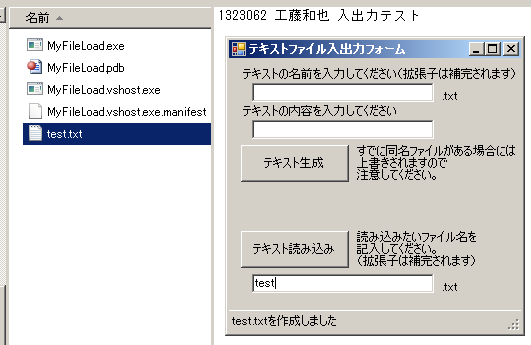 名前
MyFileLoad.exe
MyFileLoad.pdb
MyFileLoad.vshost.exe
MyFileLoad.vshost.exe.manifest
test.txt
1323062 工藤和也 入出力テスト
テキストファイル入出力フォーム
テキストの名前を入力してください(拡張子は補完されます)
.txt
テキストの内容を入力してください
テキスト生成
すでに同名ファイルがある場合には
上書きされますので
注意してください。
テキスト読み込み
読み込みたいファイル名を
記入してください。
(拡張子は補完されます)
test
.txt
test.txtを作成しました